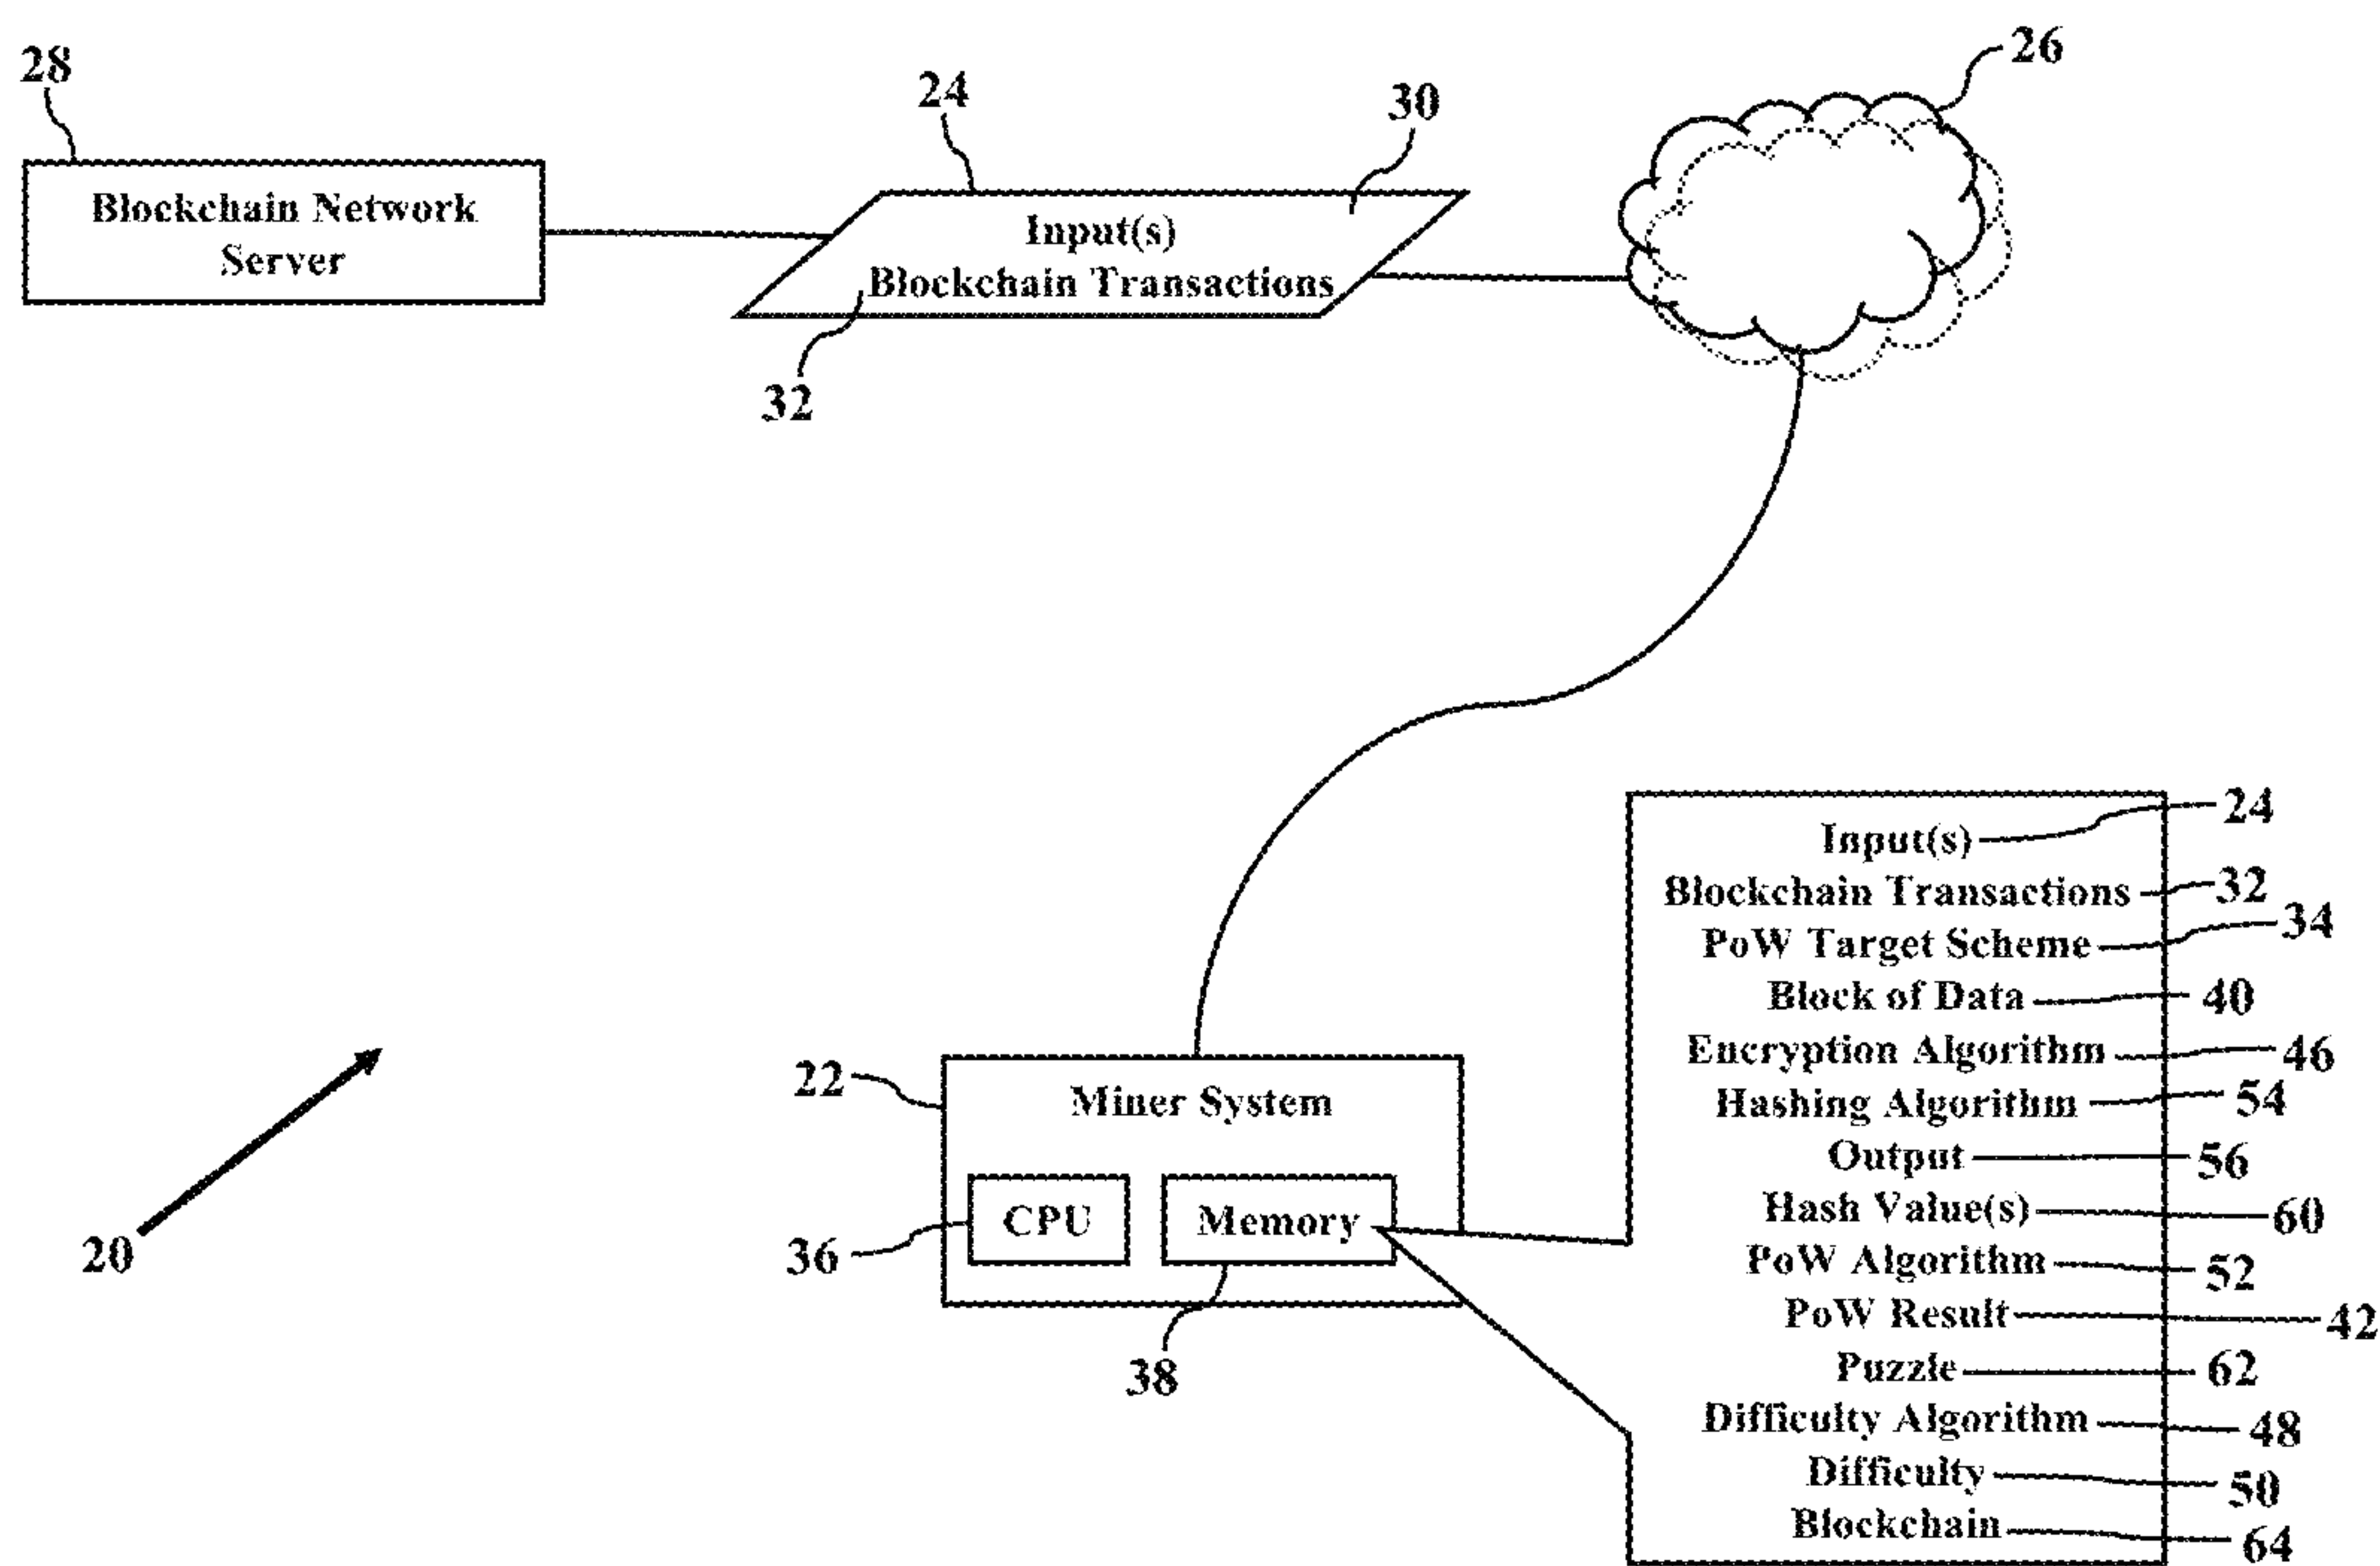 28
24
30
26
Blockchain Network
Server
Input(s)
Blockchain Transactions
32
Input(s) 24
Blockchain Transactions 32
PoW Target Scheme 34
Block of Data 40
Encryption Algorithm 46
Hashing Algorithm 54
Output 56
Hash Value(s) 60
PoW Algorithm 52
PoW Result 42
Puzzle 62
Difficulty Algorithm 48
Difficulty 50
Blockchain 64
22
Miner System
CPU
Memory
36
38
20